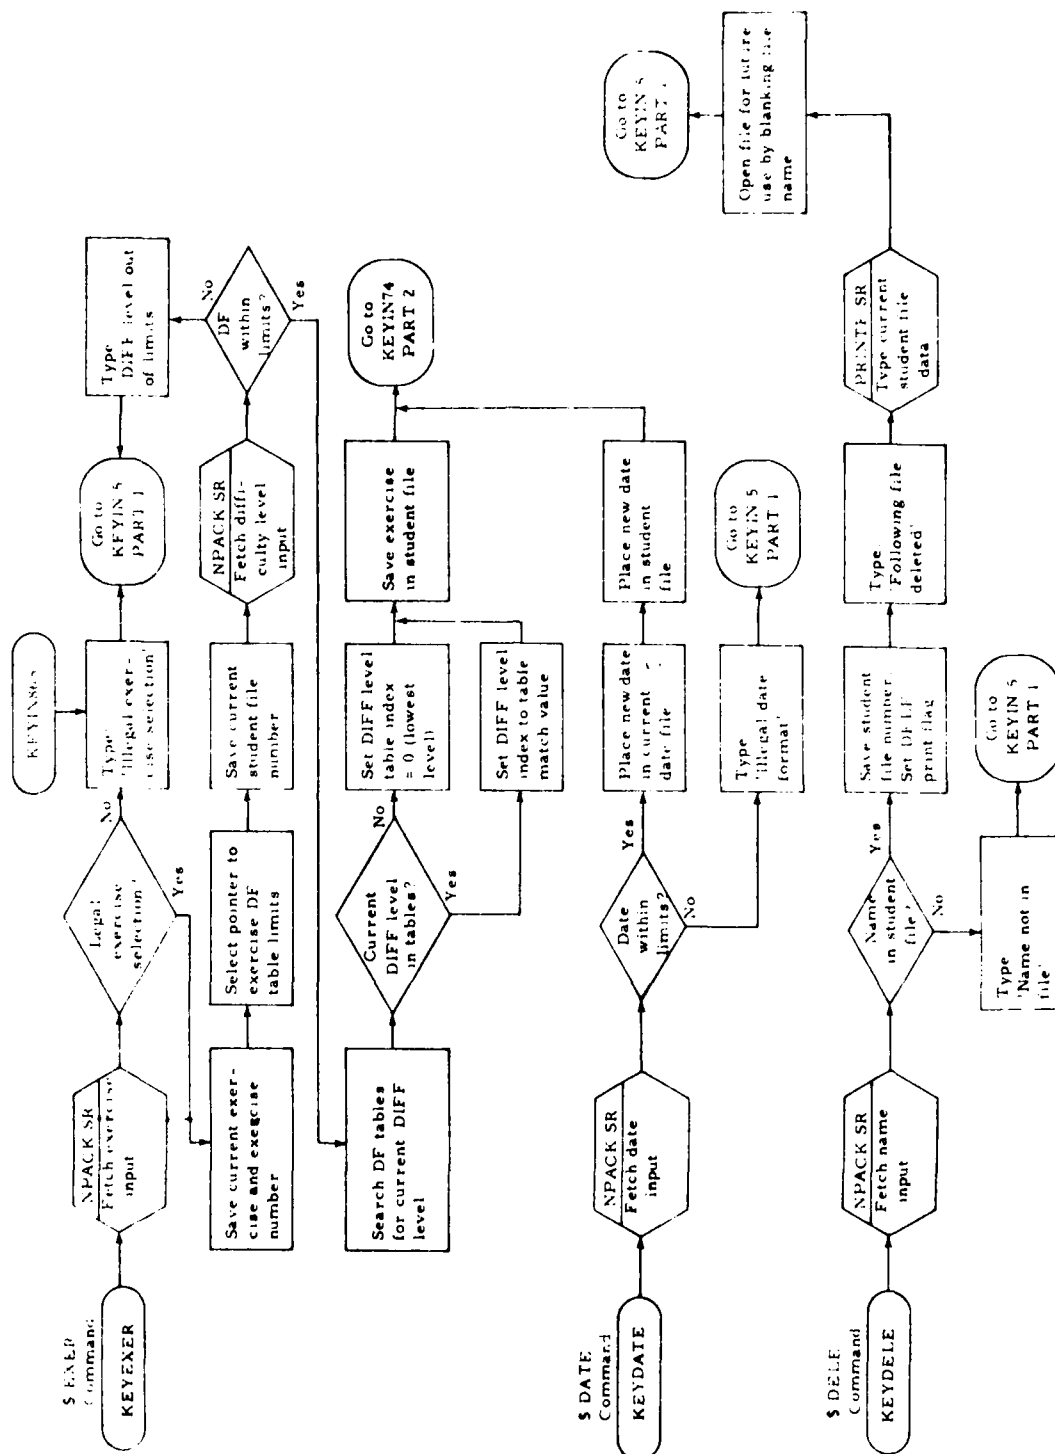 $ EXER
Command
KEYEXER
NPACK SR
Fetch exercise
input
Legal
exercise
selection?
No
Yes
Type
'Illegal exer-
cise selection'
Go to
KEYIN 5
PART 1
Type
DIFF level out
of limits
Save current exer-
cise and exercise
number
Select pointer to
exercise DF
table limits
Save current
student file
number
NPACK SR
Fetch diffi-
culty level
input
DF
within
limits?
No
Yes
Search DF tables
for current DIFF
level
Current
DIFF level
in tables?
No
Yes
Set DIFF level
table index
= 0 (lowest
level)
Set DIFF level
index to table
match value
Save exercise
in student file
Go to
KEYIN74
PART 2
$ DATE
Command
KEYDATE
NPACK SR
Fetch date
input
Date
within
limits?
Yes
No
Place new date
in current
date file
Place new date
in student
file
Type
'Illegal date
format'
Go to
KEYIN 5
PART 1
$ DELE
Command
KEYDELE
NPACK SR
Fetch name
input
Name
in student
file?
Yes
No
Save student
file number.
Set DELE
print flag
Type
'Following file
deleted'
PRINTF SR
Type current
student file
data
Open file for future
use by blanking the
name
Go to
KEYIN 5
PART 1
Type
'Name not in
file'
Go to
KEYIN 5
PART 1